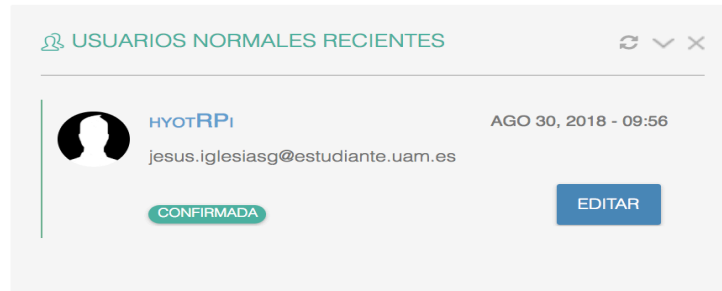 USUARIOS NORMALES RECIENTES
HYOTRPI AGO 30, 2018 - 09:56
jesus.iglesiasg@estudiante.uam.es
CONFIRMADA EDITAR